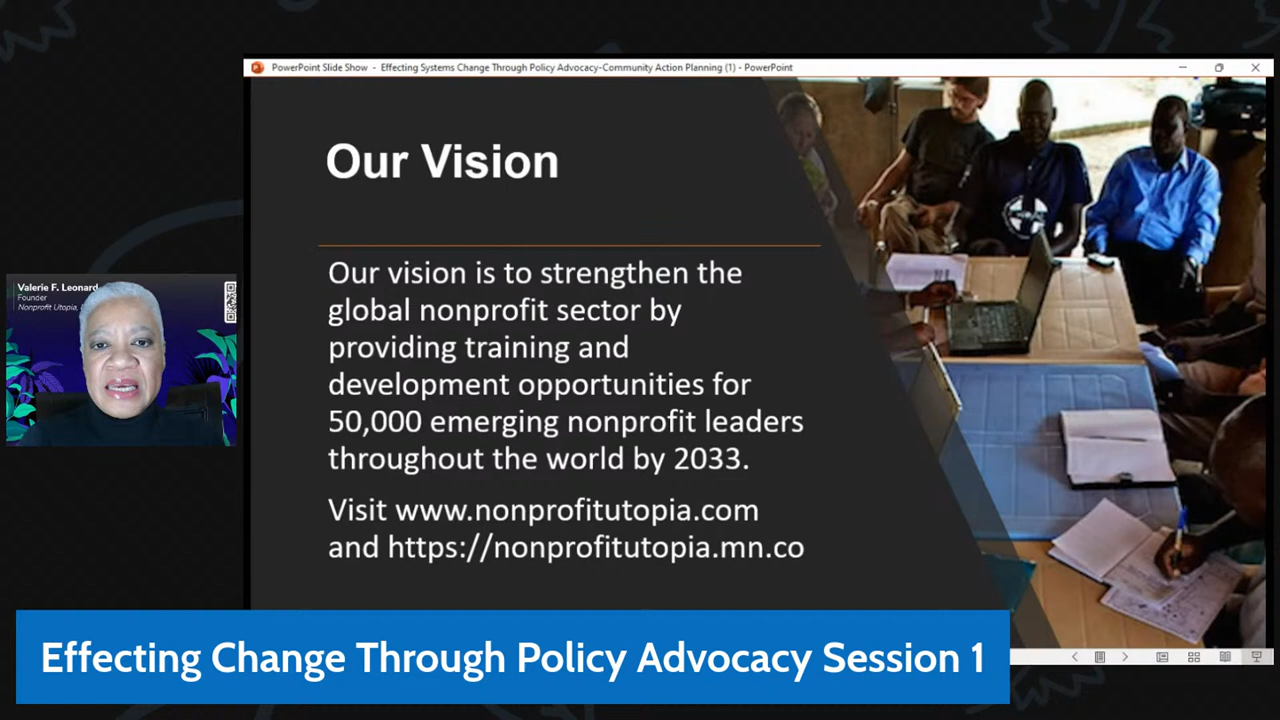 PowerPoint Slide Show - Effecting Systems Change Through Policy Advocacy-Community Action Planning (1) - PowerPoint
Our Vision
Our vision is to strengthen the
global nonprofit sector by
providing training and
development opportunities for
50,000 emerging nonprofit leaders
throughout the world by 2033.
Visit www.nonprofitutopia.com
and https://nonprofitutopia.mn.co
Valerie F. Leonard
Founder
Nonprofit Utopia,
Effecting Change Through Policy Advocacy Session 1